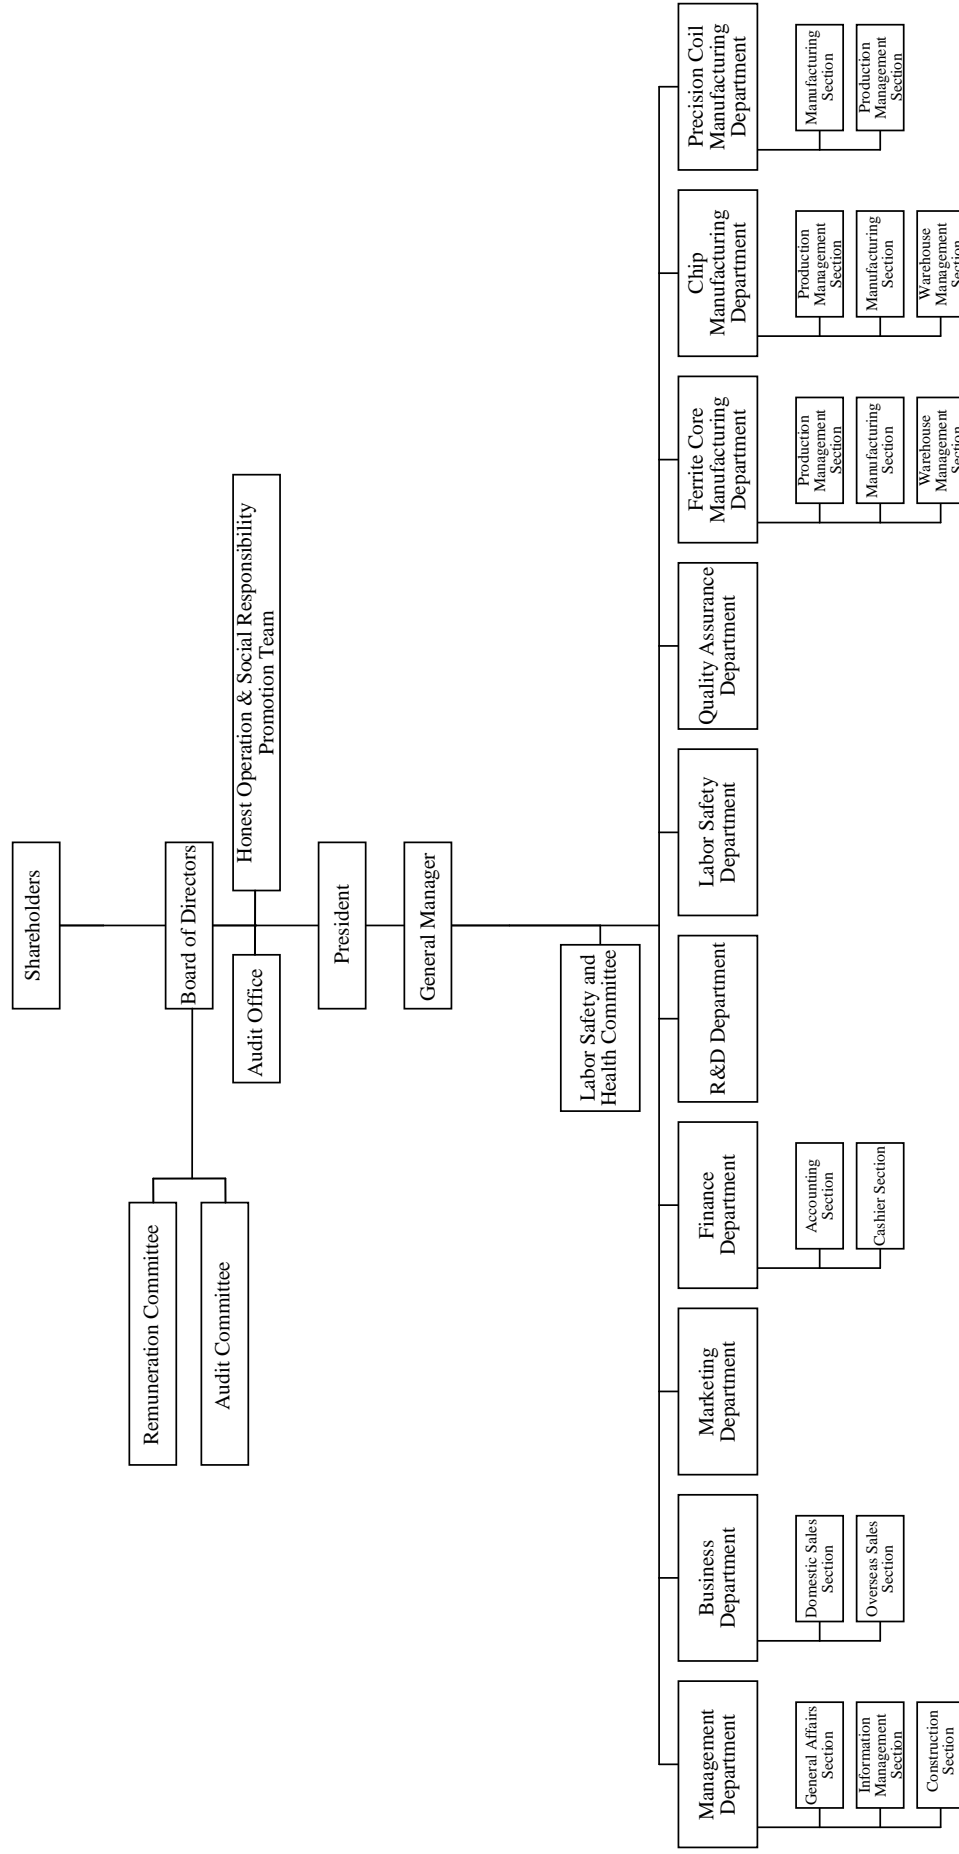 Shareholders
Board of Directors
Remuneration Committee
Audit Committee
Audit Office
Honest Operation & Social Responsibility
Promotion Team
President
General Manager
Labor Safety and
Health Committee
Management
Department
Business
Department
Marketing
Department
Finance
Department
R&D Department
Labor Safety
Department
Quality Assurance
Department
Ferrite Core
Manufacturing
Department
Chip
Manufacturing
Department
Precision Coil
Manufacturing
Department
General Affairs
Section
Information
Management
Section
Construction
Section
Domestic Sales
Section
Overseas Sales
Section
Accounting
Section
Cashier Section
Production
Management
Section
Manufacturing
Section
Warehouse
Management
Section
Production
Management
Section
Manufacturing
Section
Warehouse
Management
Section
Manufacturing
Section
Production
Management
Section